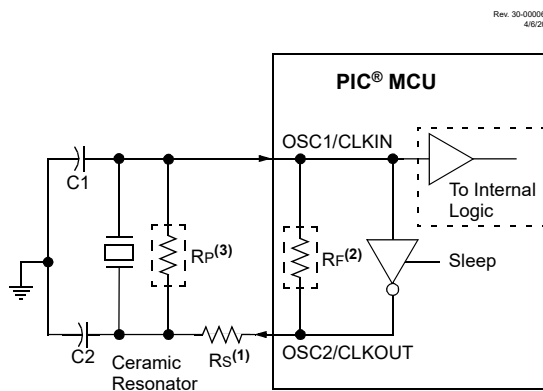 Rev. 30-00006
4/6/20
PIC® MCU
OSC1/CLKIN
C1
To Internal
Logic
RP(3)
RF(2)
Sleep
C2
Ceramic
Resonator
RS(1)
OSC2/CLKOUT